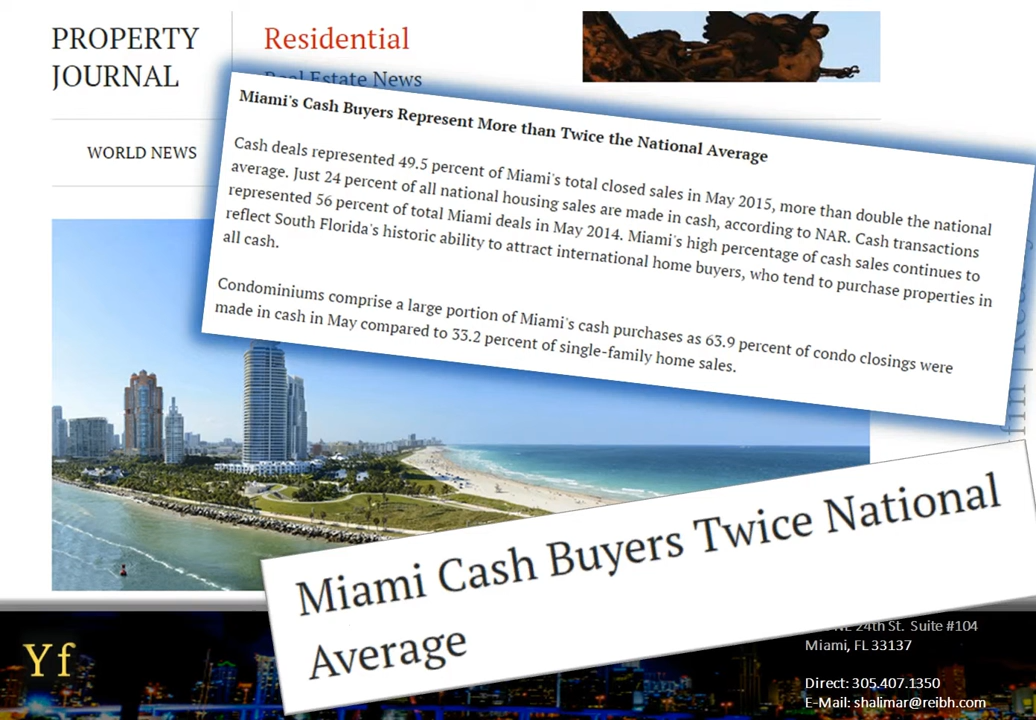 PROPERTY
JOURNAL
Residential
Real Estate News
WORLD NEWS
Miami's Cash Buyers Represent More than Twice the National Average
Cash deals represented 49.5 percent of Miami's total closed sales in May 2015, more than double the national
average. Just 24 percent of all national housing sales are made in cash, according to NAR. Cash transactions
represented 56 percent of total Miami deals in May 2014. Miami's high percentage of cash sales continues to
reflect South Florida's historic ability to attract international home buyers, who tend to purchase properties in
all cash.
Condominiums comprise a large portion of Miami's cash purchases as 63.9 percent of condo closings were
made in cash in May compared to 33.2 percent of single-family home sales.
Miami Cash Buyers Twice National
Average
Yf
24th St. Suite #104
Miami, FL 33137
Direct: 305.407.1350
E-Mail: shalimar@reibh.com